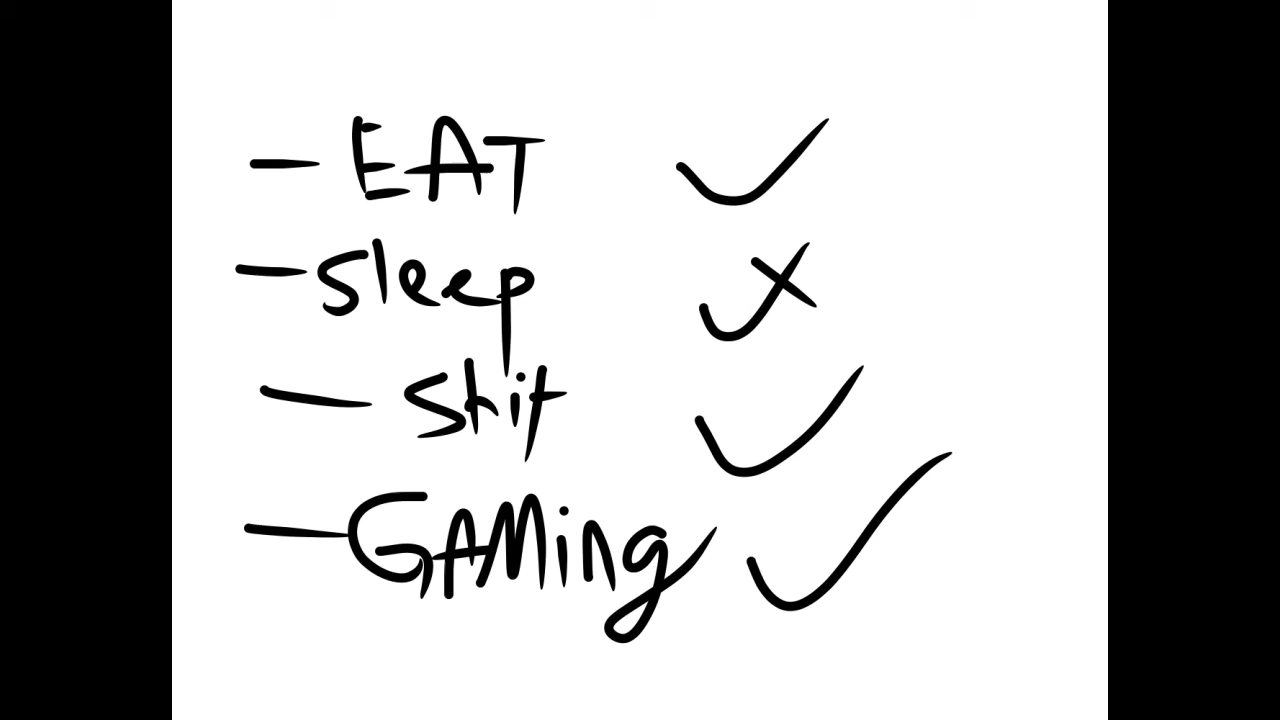 - EAT ✓
- Sleep ✗
- Shit ✓
- GAMing ✓